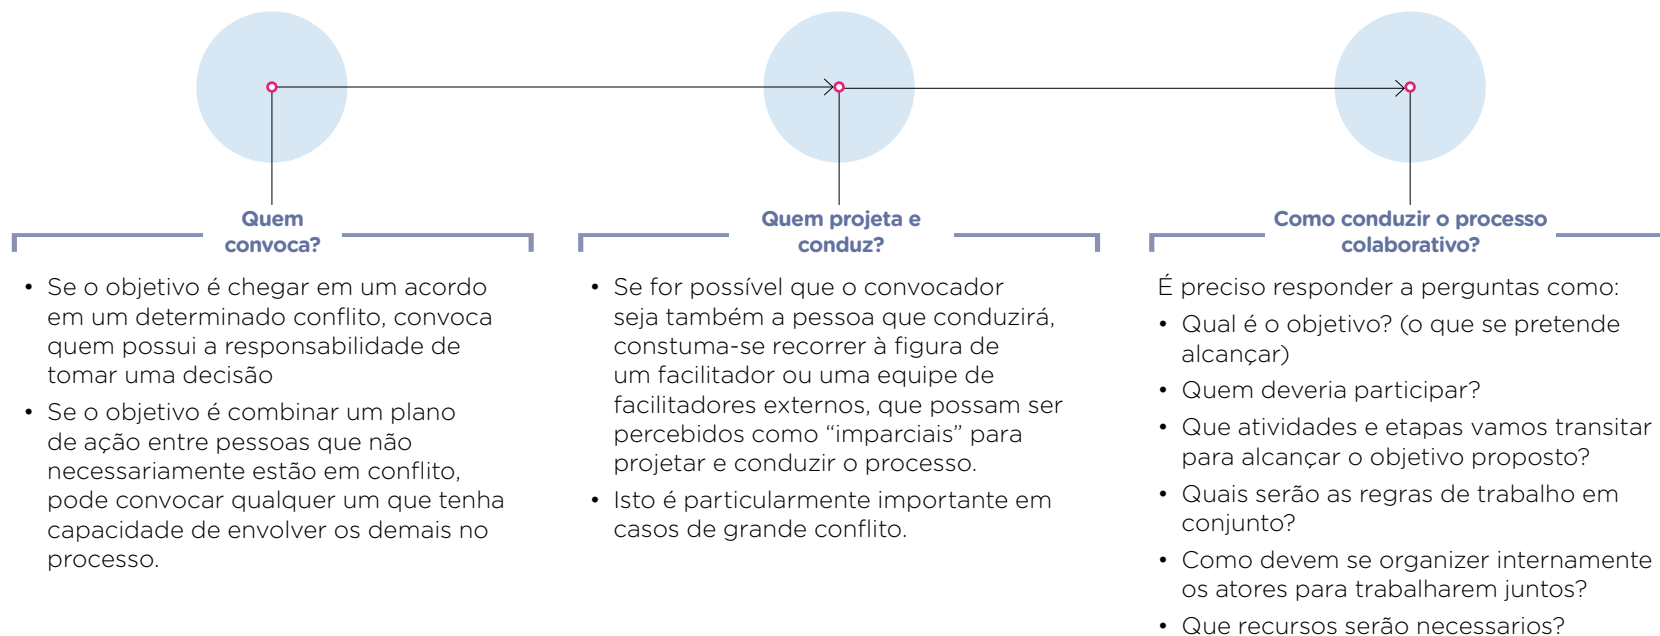 Quem
convoca?
• Se o objetivo é chegar em um acordo
em um determinado conflito, convoca
quem possui a responsabilidade de
tomar uma decisão
• Se o objetivo é combinar um plano
de ação entre pessoas que não
necessariamente estão em conflito,
pode convocar qualquer um que tenha
capacidade de envolver os demais no
processo.
Quem projeta e
conduz?
• Se for possível que o convocador
seja também a pessoa que conduzirá,
constuma-se recorrer à figura de
um facilitador ou uma equipe de
facilitadores externos, que possam ser
percebidos como “imparciais” para
projetar e conduzir o processo.
• Isto é particularmente importante em
casos de grande conflito.
Como conduzir o processo
colaborativo?
É preciso responder a perguntas como:
• Qual é o objetivo? (o que se pretende
alcançar)
• Quem deveria participar?
• Que atividades e etapas vamos transitar
para alcançar o objetivo proposto?
• Quais serão as regras de trabalho em
conjunto?
• Como devem se organizer internamente
os atores para trabalharem juntos?
• Que recursos serão necessarios?